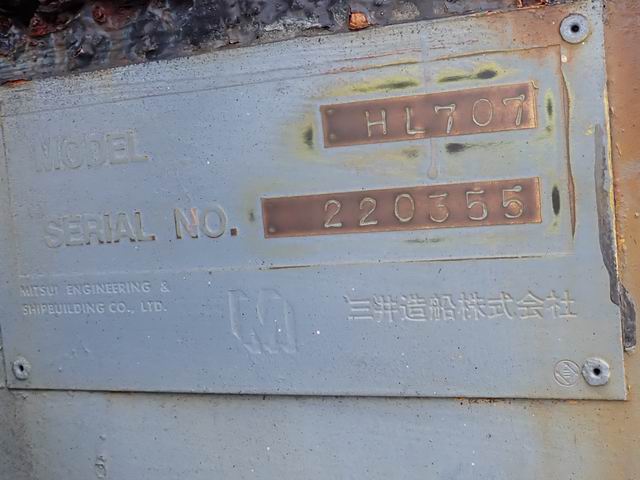 MODEL HL707
SERIAL NO. 220355
MITSUI ENGINEERING &
SHIPBUILDING CO., LTD.
三井造船株式会社